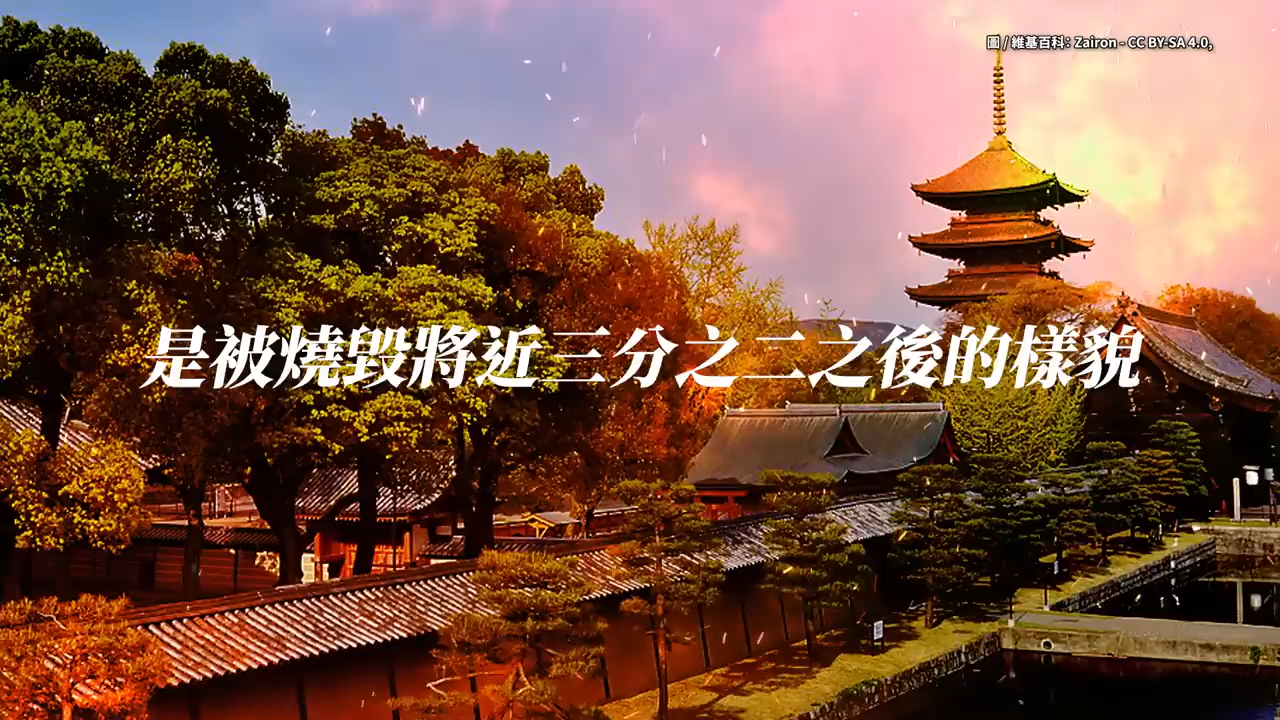 圖 / 維基百科: Zairon - CC BY-SA 4.0,
是被燒毀將近三分之二之後的樣貌